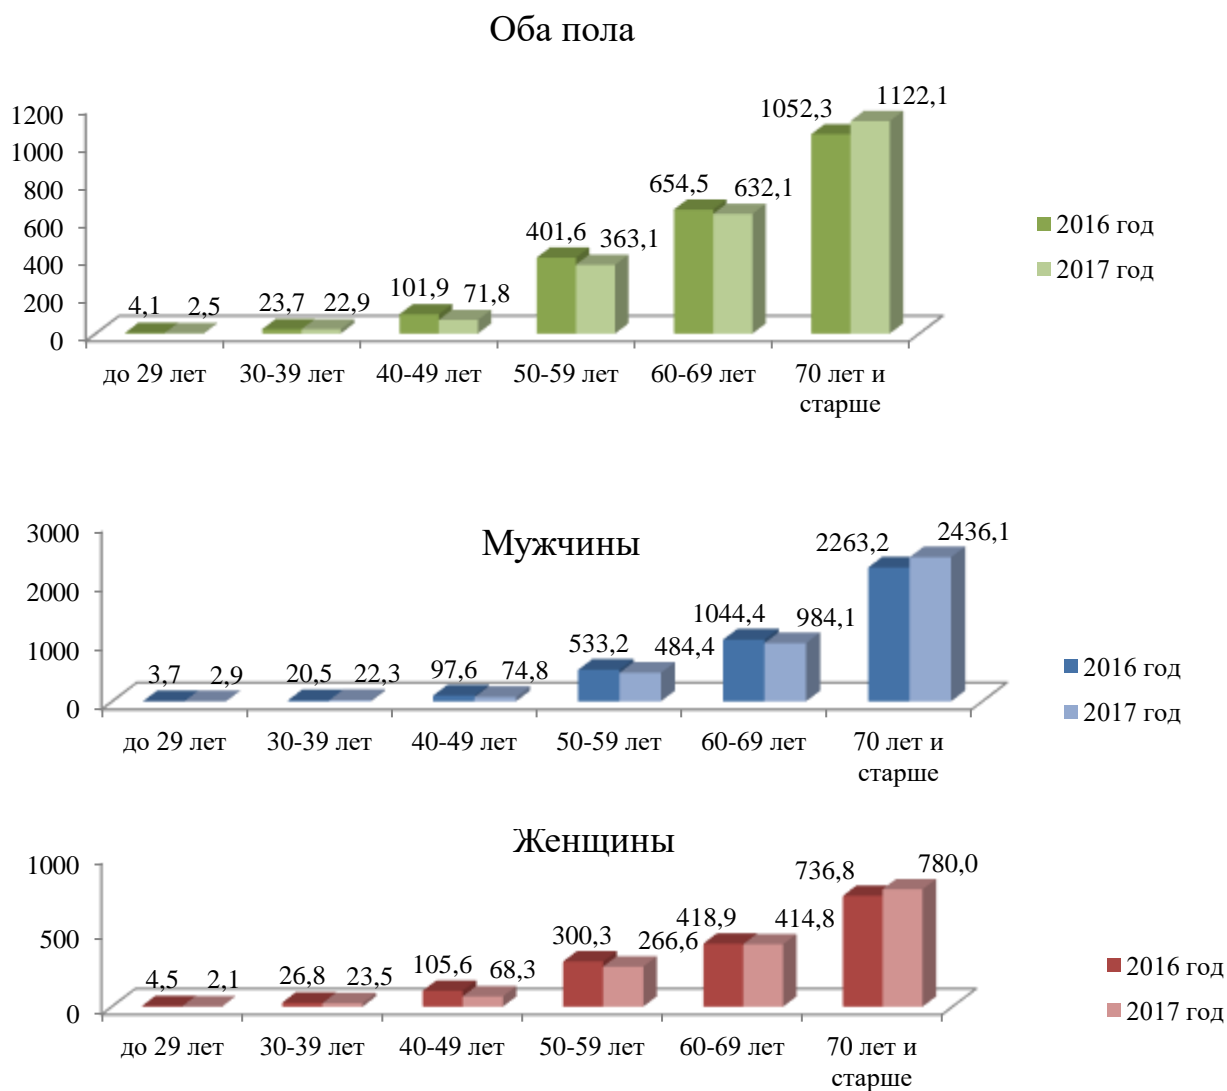 Оба пола
1200
1000
800
600
400
200
0
4,1
2,5
23,7
22,9
101,9
71,8
401,6
363,1
654,5
632,1
1052,3
1122,1
до 29 лет
30-39 лет
40-49 лет
50-59 лет
60-69 лет
70 лет и
старше
2016 год
2017 год
Мужчины
3000
2000
1000
0
3,7
2,9
20,5
22,3
97,6
74,8
533,2
484,4
1044,4
984,1
2263,2
2436,1
до 29 лет
30-39 лет
40-49 лет
50-59 лет
60-69 лет
70 лет и
старше
2016 год
2017 год
Женщины
1000
500
0
4,5
2,1
26,8
23,5
105,6
68,3
300,3
266,6
418,9
414,8
736,8
780,0
до 29 лет
30-39 лет
40-49 лет
50-59 лет
60-69 лет
70 лет и
старше
2016 год
2017 год